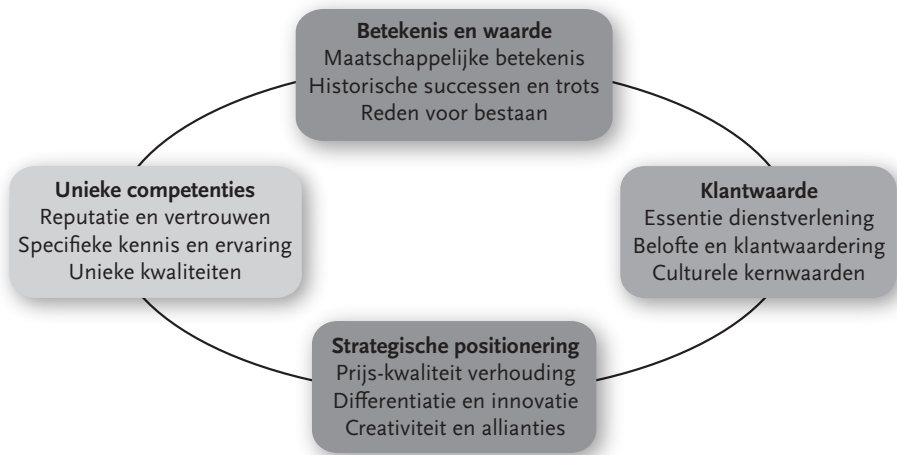 Betekenis en waarde
Maatschappelijke betekenis
Historische successen en trots
Reden voor bestaan
Unieke competenties
Reputatie en vertrouwen
Specifieke kennis en ervaring
Unieke kwaliteiten
Klantwaarde
Essentie dienstverlening
Belofte en klantwaardering
Culturele kernwaarden
Strategische positionering
Prijs-kwaliteit verhouding
Differentiatie en innovatie
Creativiteit en allianties